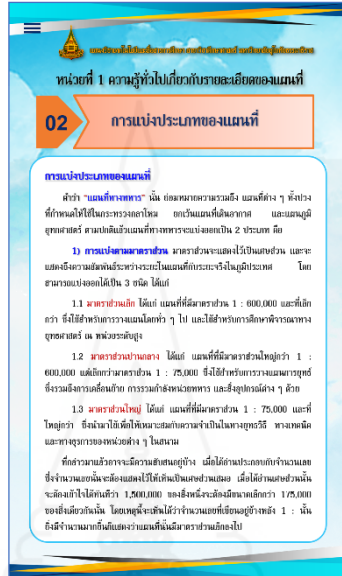 หน่วยที่ 1 ความรู้ทั่วไปเกี่ยวกับรายละเอียดของแผนที่
02
การแบ่งประเภทของแผนที่
การแบ่งประเภทของแผนที่
คำว่า "แผนที่ทางทหาร" นั้น ย่อมหมายความรวมถึง แผนที่ต่าง ๆ ทั้งปวง
ที่กำหนดให้ใช้ในกระทรวงกลาโหม ยกเว้นแผนที่เดินอากาศ และแผนภูมิ
อุทกศาสตร์ ตามปกติแล้วแผนที่ทางทหารจะแบ่งออกเป็น 2 ประเภท คือ
1) การแบ่งตามมาตราส่วน มาตราส่วนจะแสดงไว้เป็นเศษส่วน และจะ
แสดงถึงความสัมพันธ์ระหว่างระยะในแผนที่กับระยะจริงในภูมิประเทศ โดย
สามารถแบ่งออกเป็น 3 ชนิด ได้แก่
1.1 มาตราส่วนเล็ก ได้แก่ แผนที่ที่มีมาตราส่วน 1 : 600,000 และที่เล็ก
กว่า ซึ่งใช้สำหรับการวางแผนโดยทั่ว ๆ ไป และใช้สำหรับการศึกษาพิจารณาทาง
ยุทธศาสตร์ ณ หน่วยระดับสูง
1.2 มาตราส่วนปานกลาง ได้แก่ แผนที่ที่มีมาตราส่วนใหญ่กว่า 1 :
600,000 แต่เล็กกว่ามาตราส่วน 1 : 75,000 ซึ่งใช้สำหรับการวางแผนการยุทธ์
ซึ่งรวมถึงการเคลื่อนย้าย การรวมกำลังหน่วยทหาร และสิ่งอุปกรณ์ต่าง ๆ ด้วย
1.3 มาตราส่วนใหญ่ ได้แก่ แผนที่ที่มีมาตราส่วน 1 : 75,000 และที่
ใหญ่กว่า ซึ่งนำมาใช้เพื่อให้เหมาะสมกับความจำเป็นในทางยุทธวิธี ทางเทคนิค
และทางธุรการของหน่วยต่าง ๆ ในสนาม
ที่กล่าวมาแล้วอาจจะมีความสับสนอยู่บ้าง เมื่อได้อ่านประกอบกับจำนวนเลข
ซึ่งจำนวนเลขนั้นจะต้องแสดงไว้ให้เห็นเป็นเศษส่วนเสมอ เมื่อได้อ่านเศษส่วนนั้น
จะต้องเข้าใจได้ทันทีว่า 1,500,000 ของสิ่งหนึ่งจะต้องมีขนาดเล็กกว่า 175,000
ของสิ่งเดียวกันนั้น โดยเหตุนี้จะเห็นได้ว่าจำนวนเลขที่เขียนอยู่ข้างหลัง 1 : นั้น
ยิ่งมีจำนวนมากขึ้นก็แสดงว่าแผนที่นั้นมีมาตราส่วนเล็กลงไป